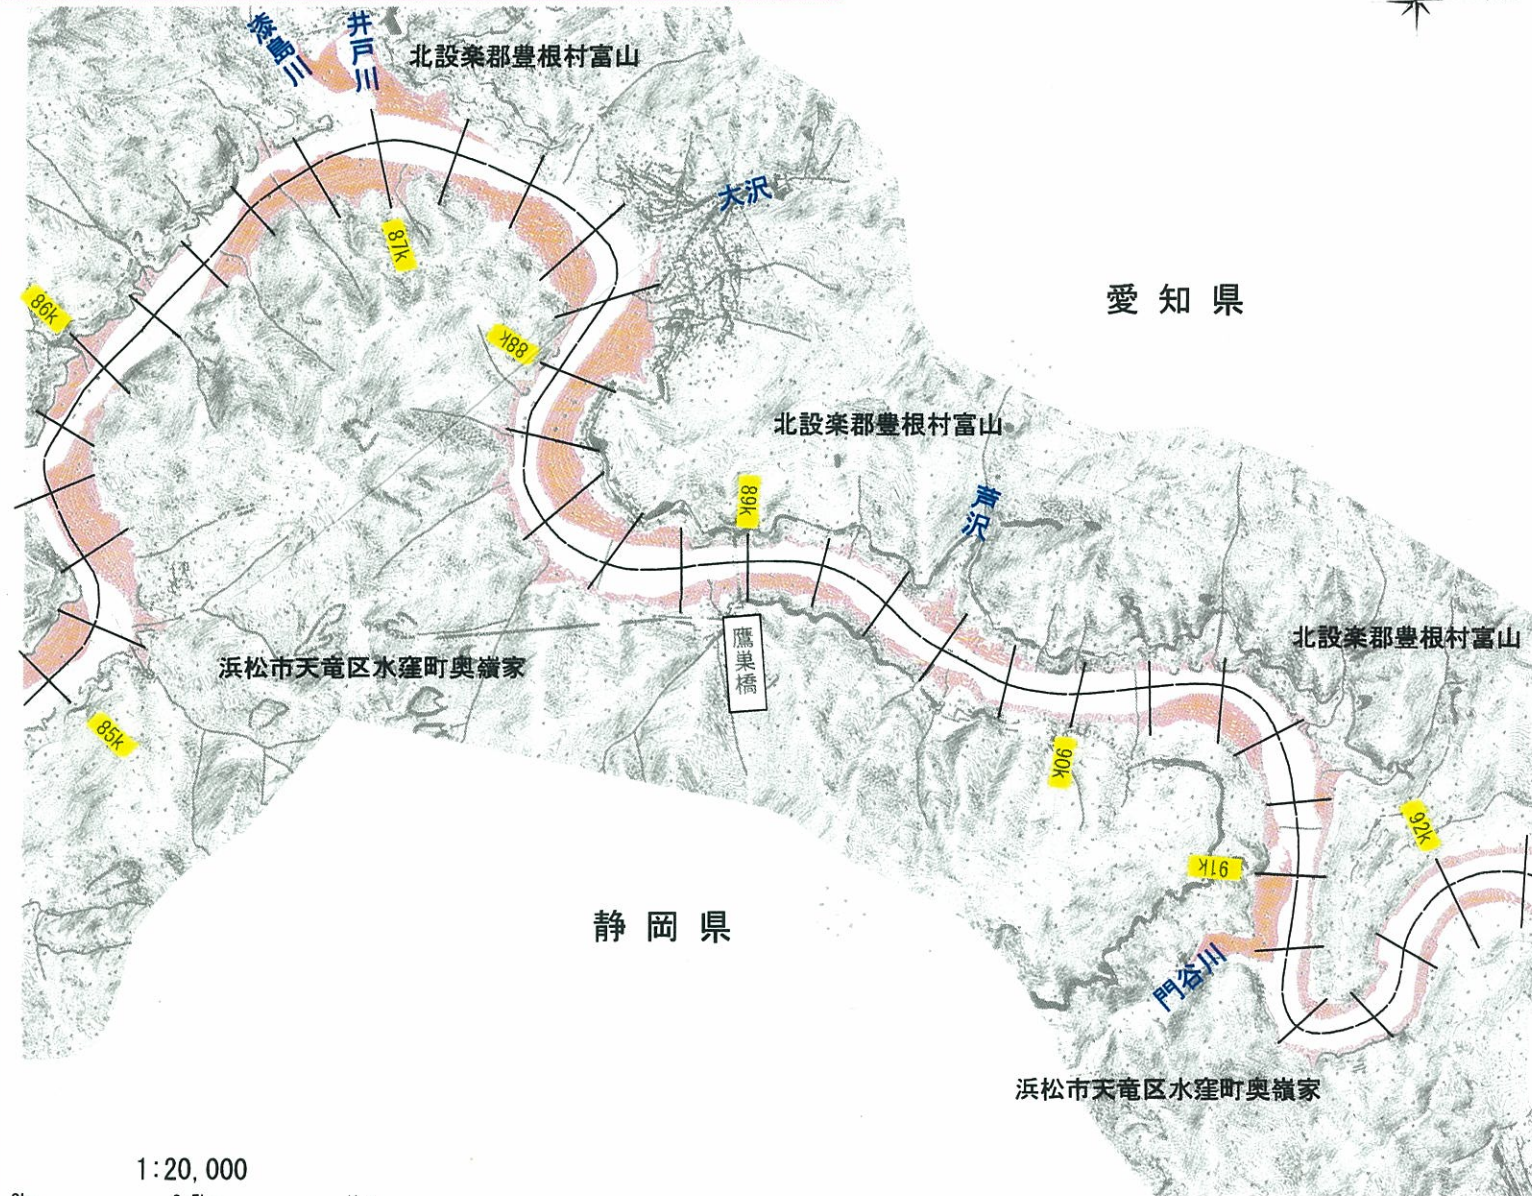 漆島川
井戸川
北設楽郡豊根村富山
大沢
87k
86k
愛知県
88k
北設楽郡豊根村富山
89k
芦沢
鷹巣橋
北設楽郡豊根村富山
浜松市天竜区水窪町奥嶺家
85k
90k
92k
91k
静岡県
門谷川
浜松市天竜区水窪町奥嶺家
1:20,000